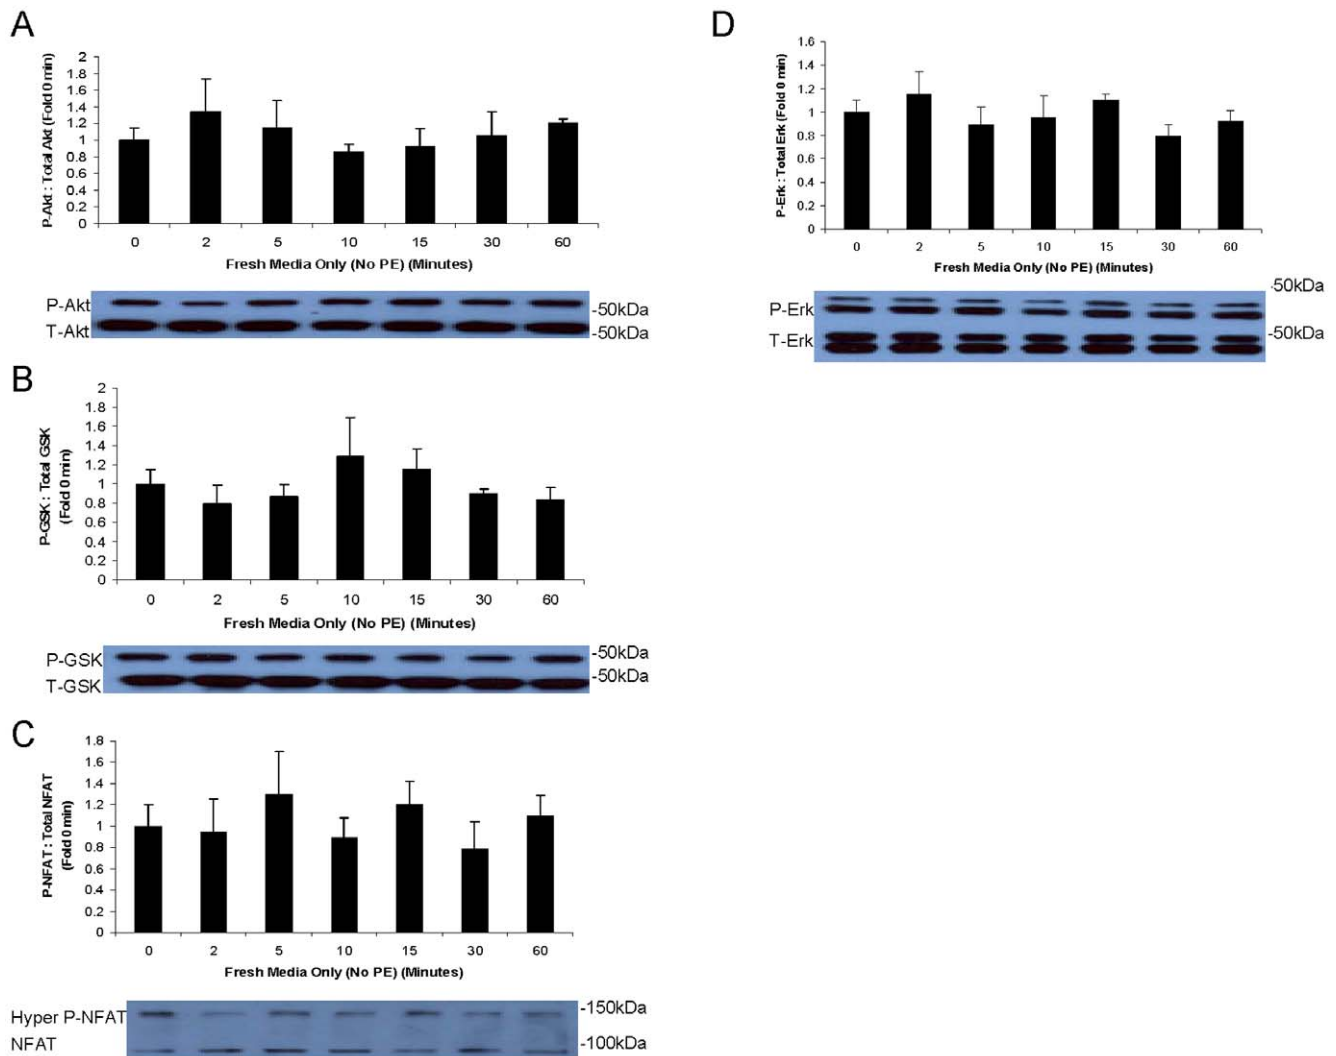 A
P-Akt : Total Akt (Fold 0 min)
2
1.8
1.6
1.4
1.2
1
0.8
0.6
0.4
0.2
0
0 2 5 10 15 30 60
Fresh Media Only (No PE) (Minutes)
P-Akt
-50kDa
T-Akt
-50kDa
B
P-GSK : Total GSK
(Fold 0 min)
2
1.8
1.6
1.4
1.2
1
0.8
0.6
0.4
0.2
0
0 2 5 10 15 30 60
Fresh Media Only (No PE) (Minutes)
P-GSK
-50kDa
T-GSK
-50kDa
C
P-NFAT : Total NFAT
(Fold 0 min)
1.8
1.6
1.4
1.2
1
0.8
0.6
0.4
0.2
0
0 2 5 10 15 30 60
Fresh Media Only (No PE) (Minutes)
Hyper P-NFAT
-150kDa
NFAT
-100kDa
D
P-Erk : Total Erk (Fold 0 min)
1.6
1.4
1.2
1
0.8
0.6
0.4
0.2
0
0 2 5 10 15 30 60
Fresh Media Only (No PE) (Minutes)
-50kDa
P-Erk
-50kDa
T-Erk